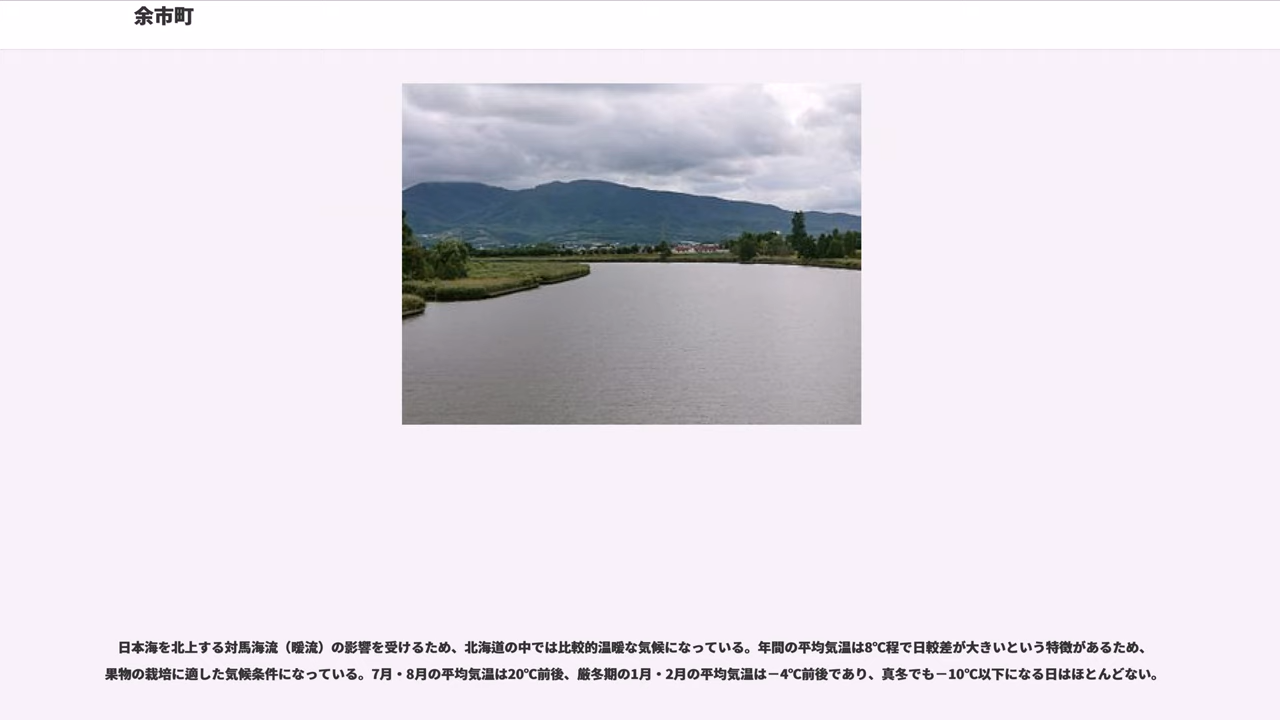 余市町
日本海を北上する対馬海流（暖流）の影響を受けるため、北海道の中では比較的温暖な気候になっている。年間の平均気温は8℃程で日較差が大きいという特徴があるため、
果物の栽培に適した気候条件になっている。7月・8月の平均気温は20℃前後、厳冬期の1月・2月の平均気温は－4℃前後であり、真冬でも－10℃以下になる日はほとんどない。